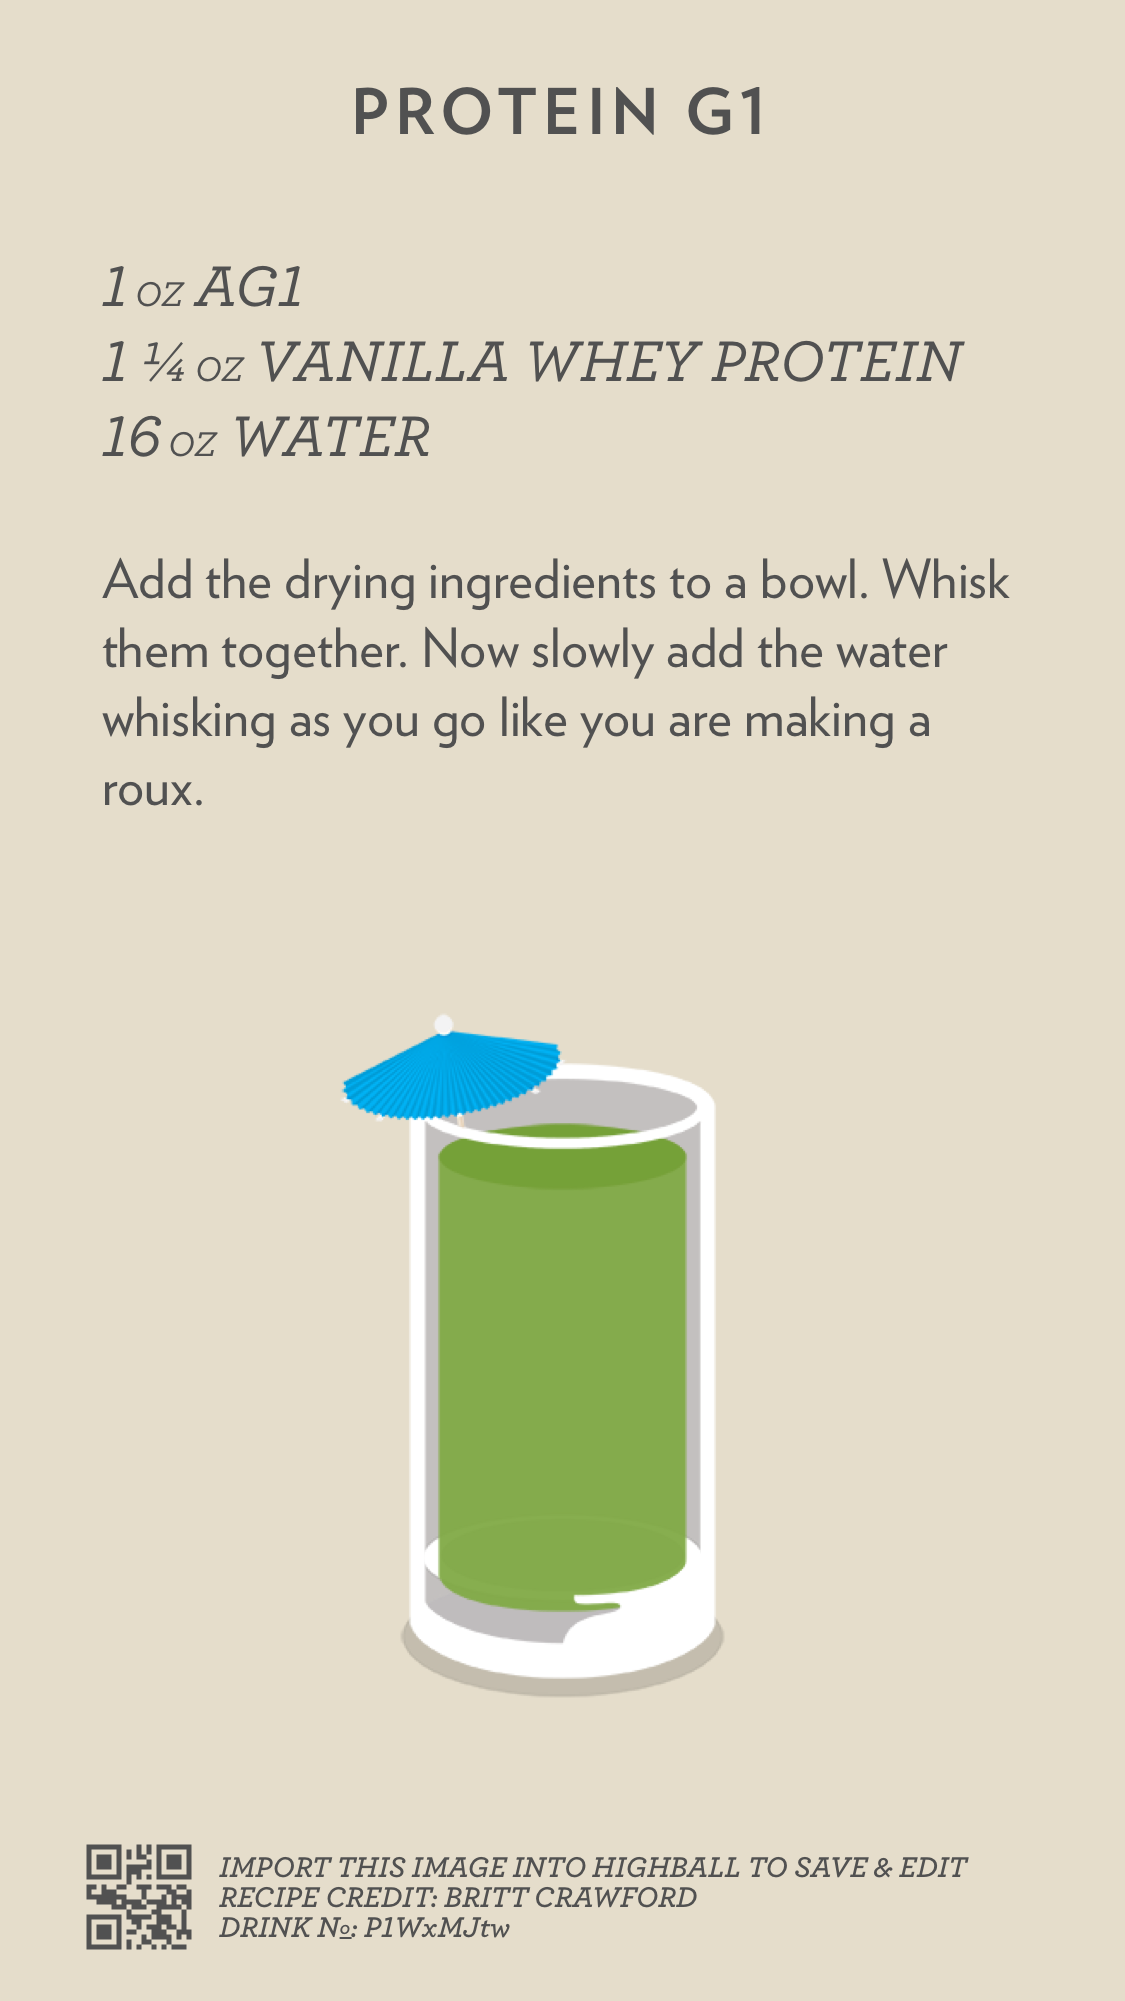 PROTEIN G1
1 oz AG1
1 ¼ oz VANILLA WHEY PROTEIN
16 oz WATER
Add the drying ingredients to a bowl. Whisk
them together. Now slowly add the water
whisking as you go like you are making a
roux.
IMPORT THIS IMAGE INTO HIGHBALL TO SAVE & EDIT
RECIPE CREDIT: BRITT CRAWFORD
DRINK Nº: P1WxMJtw